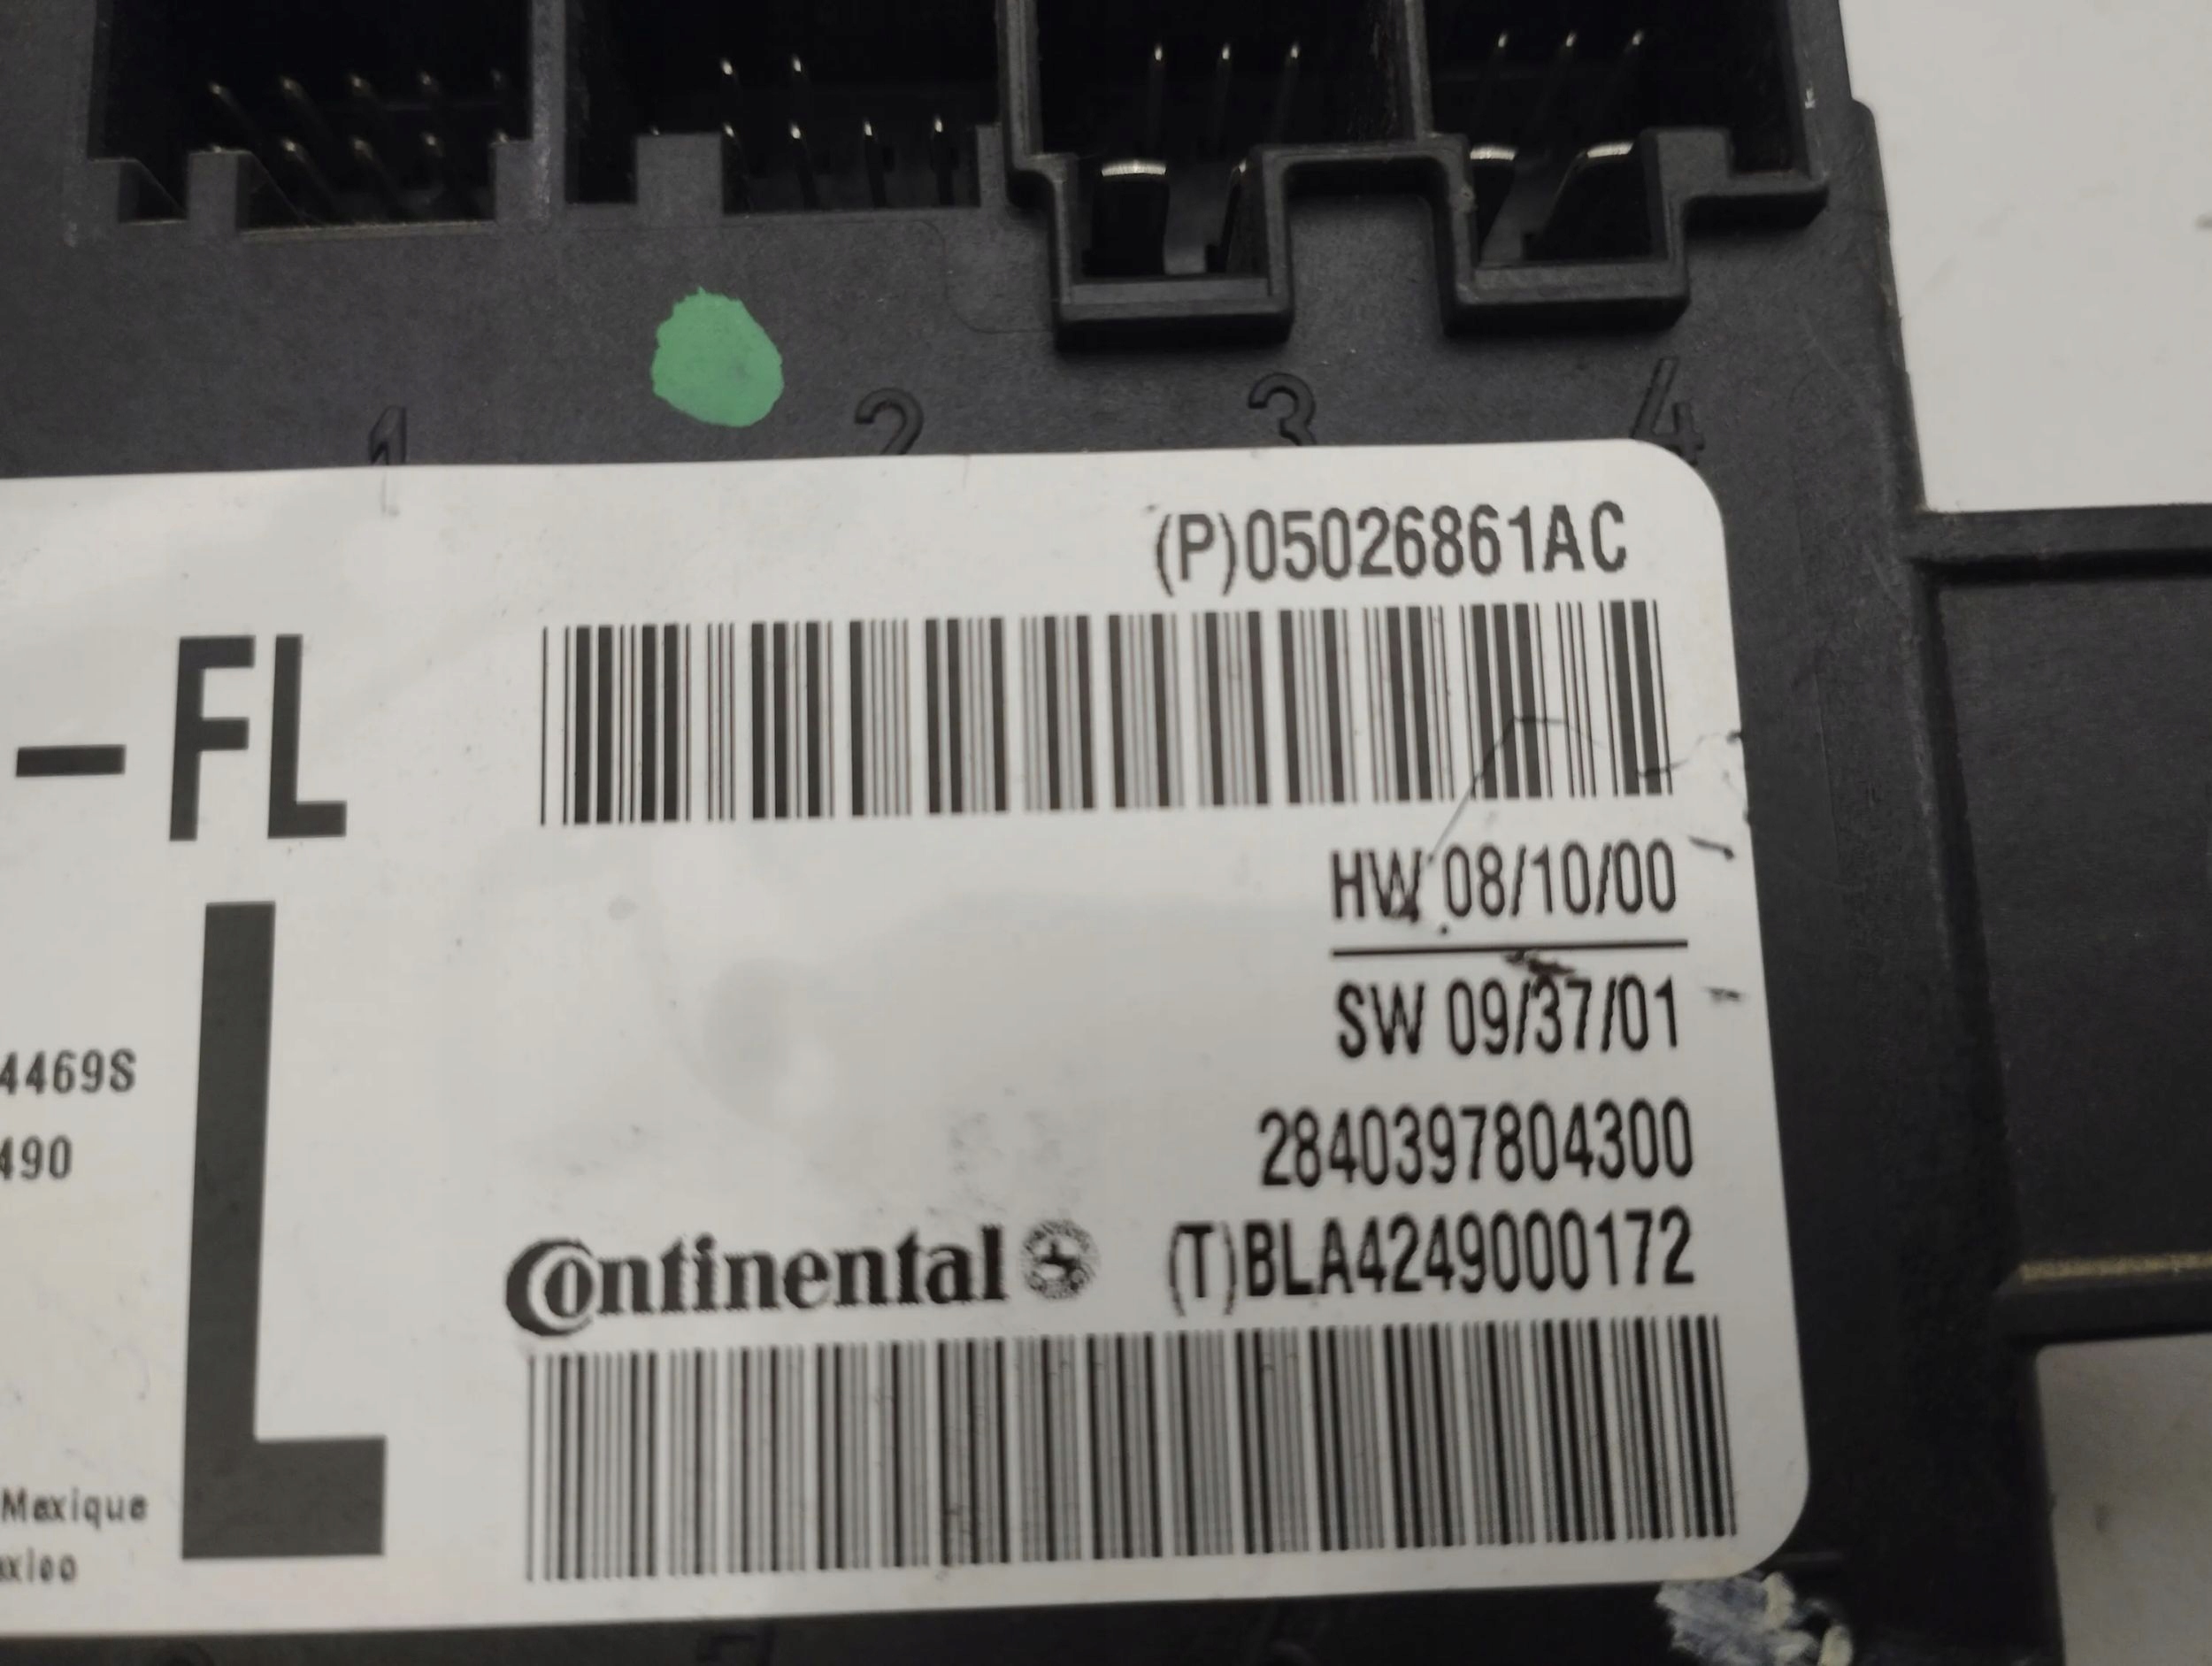 1 2 3 4
(P)05026861AC
-FL
HW 08/10/00
SW 09/37/01
4469S
490
L
2840397804300
Continental
(T)BLA4249000172
Mexique